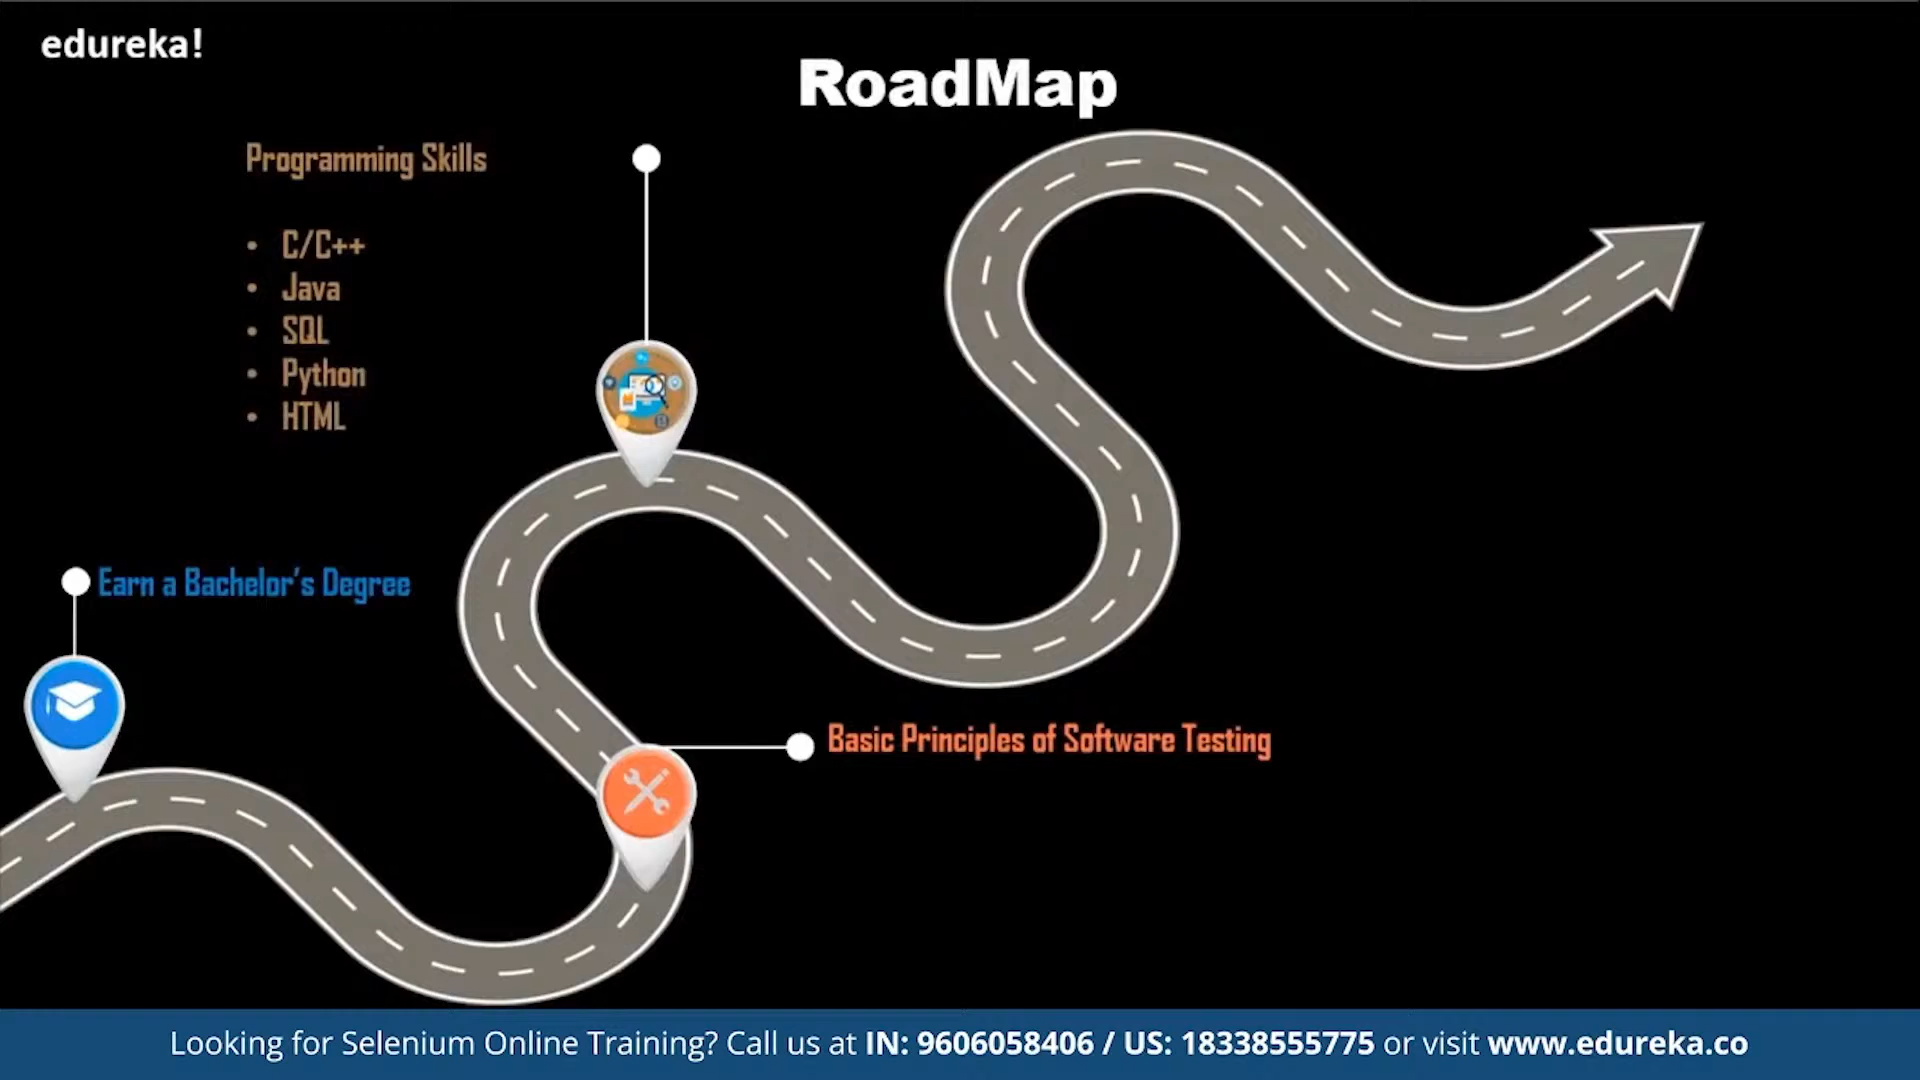 edureka!
RoadMap
Programming Skills
• C/C++
• Java
• SQL
• Python
• HTML
Earn a Bachelor's Degree
Basic Principles of Software Testing
Looking for Selenium Online Training? Call us at IN: 9606058406 / US: 18338555775 or visit www.edureka.co